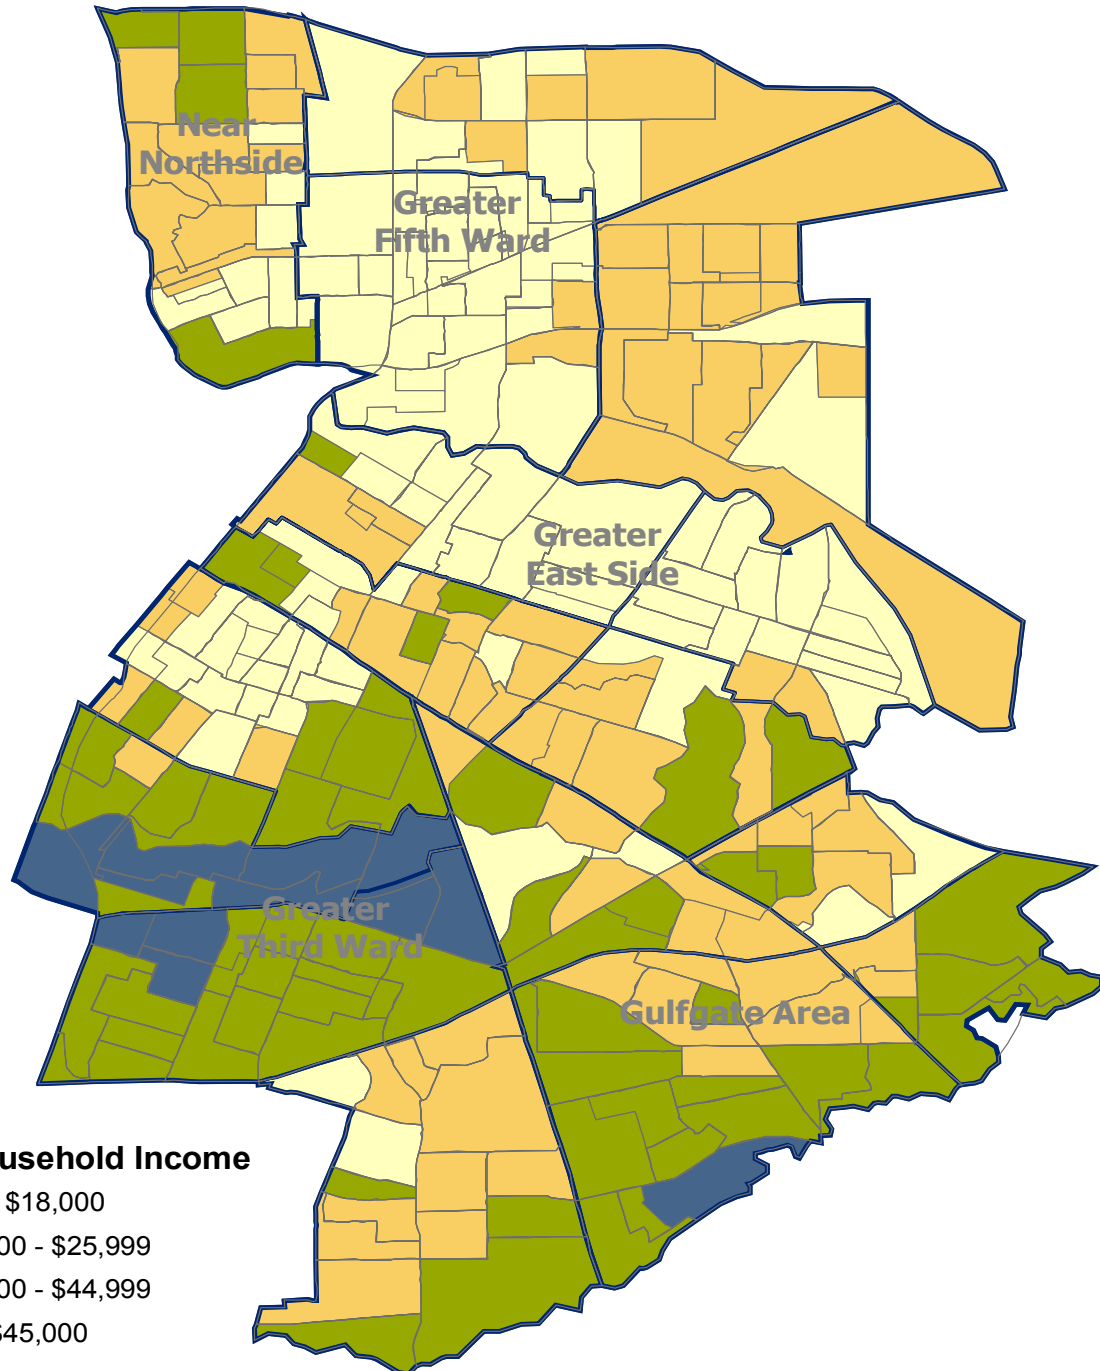 Near
Northside
Greater
Fifth Ward
Greater
East Side
Greater
Third Ward
Gulfgate Area
usehold Income
$18,000
00 - $25,999
00 - $44,999
$45,000